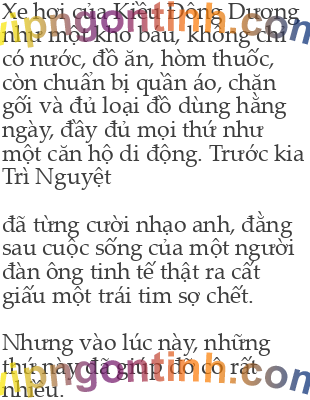 Xe hơi của Kiều Đông Dương
như một kho báu, không chỉ
có nước, đồ ăn, hòm thuốc,
còn chuẩn bị quần áo, chăn
gối và đủ loại đồ dùng hằng
ngày, đầy đủ mọi thứ như
một căn hộ di động. Trước kia
Trì Nguyệt
đã từng cười nhạo anh, đằng
sau cuộc sống của một người
đàn ông tinh tế thật ra cất
giấu một trái tim sợ chết.
Nhưng vào lúc này, những
thứ này đã giúp đỡ cô rất
nhiều.